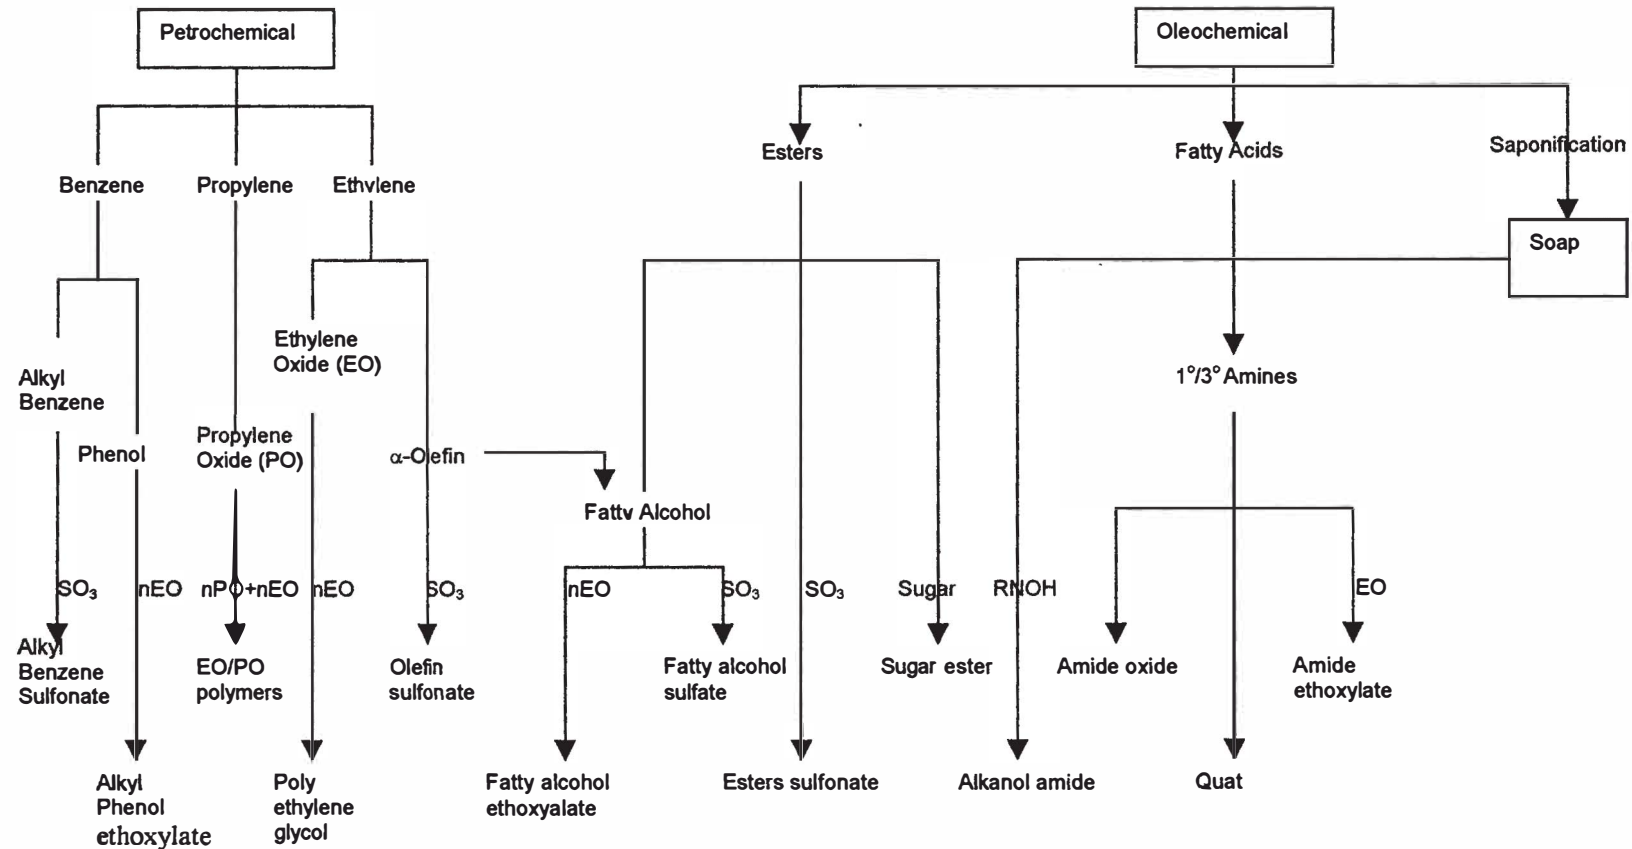 Petrochemical
Oleochemical
Esters
Fatty Acids
Saponification
Benzene
Propylene
Ethvlene
Soap
Ethylene
Oxide (EO)
Alkyl
Benzene
1°/3° Amines
Phenol
Propylene
Oxide (PO)
α-Olefin
Fattv Alcohol
SO₃
nEO
nPO+nEO
nEO
SO₃
nEO
SO₃
SO₃
Sugar
RNOH
EO
Alkyl
Benzene
Sulfonate
EO/PO
polymers
Olefin
sulfonate
Fatty alcohol
sulfate
Sugar ester
Amide oxide
Amide
ethoxylate
Alkyl
Phenol
ethoxylate
Poly
ethylene
glycol
Fatty alcohol
ethoxyalate
Esters sulfonate
Alkanol amide
Quat